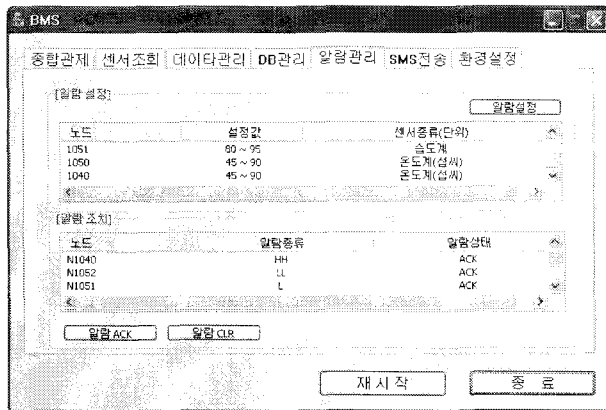 BMS
종합관제 센서조회 데이타관리 DB관리 알람관리 SMS전송 환경설정
[알람 설정]
알람설정
노드 설정값 센서종류(단위)
1051 80 ~ 95 습도계
1050 45 ~ 90 온도계(섭씨)
1040 45 ~ 90 온도계(섭씨)
[알람 조치]
노드 알람종류 알람상태
N1040 HH ACK
N1052 LL ACK
N1051 L ACK
알람 ACK 알람 CLR
재시작 종 료